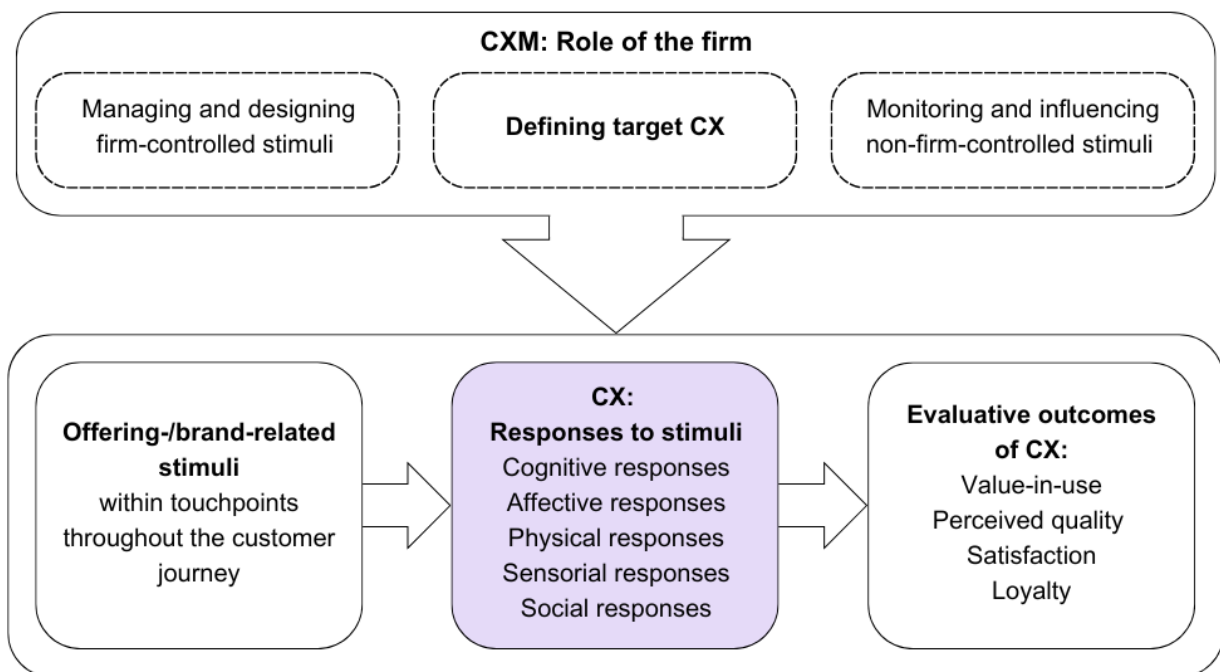 CXM: Role of the firm
Managing and designing
firm-controlled stimuli
Defining target CX
Monitoring and influencing
non-firm-controlled stimuli
Offering-/brand-related
stimuli
within touchpoints
throughout the customer
journey
CX:
Responses to stimuli
Cognitive responses
Affective responses
Physical responses
Sensorial responses
Social responses
Evaluative outcomes
of CX:
Value-in-use
Perceived quality
Satisfaction
Loyalty